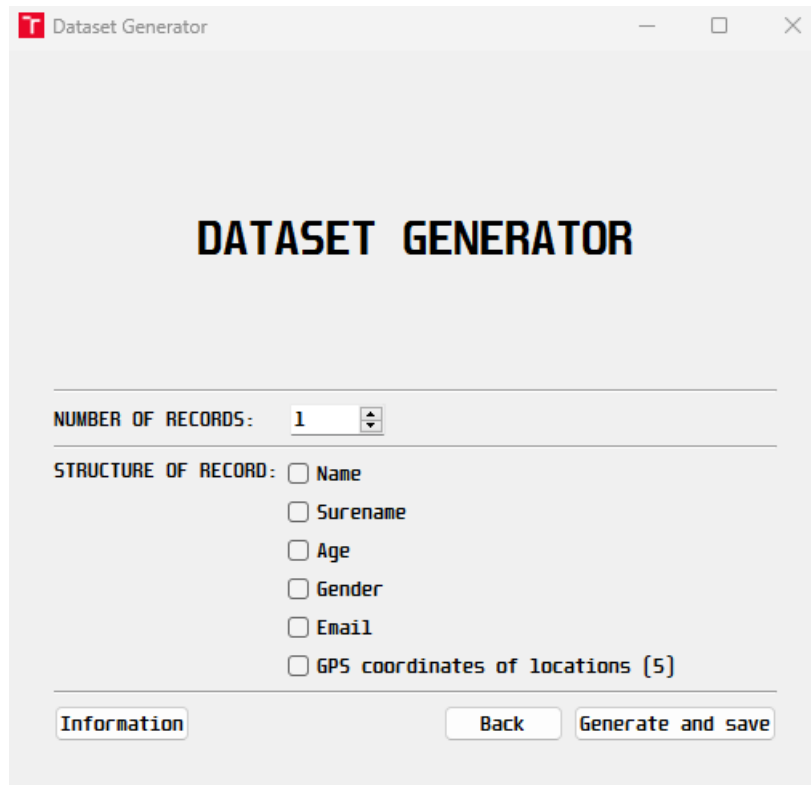 Dataset Generator
DATASET GENERATOR
NUMBER OF RECORDS: 1
STRUCTURE OF RECORD: Name
Surename
Age
Gender
Email
GPS coordinates of locations (5)
Information Back Generate and save